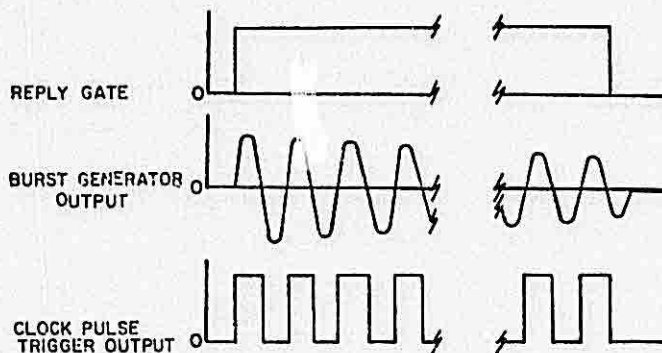 REPLY GATE
0
BURST GENERATOR
OUTPUT
0
CLOCK PULSE
TRIGGER OUTPUT
0